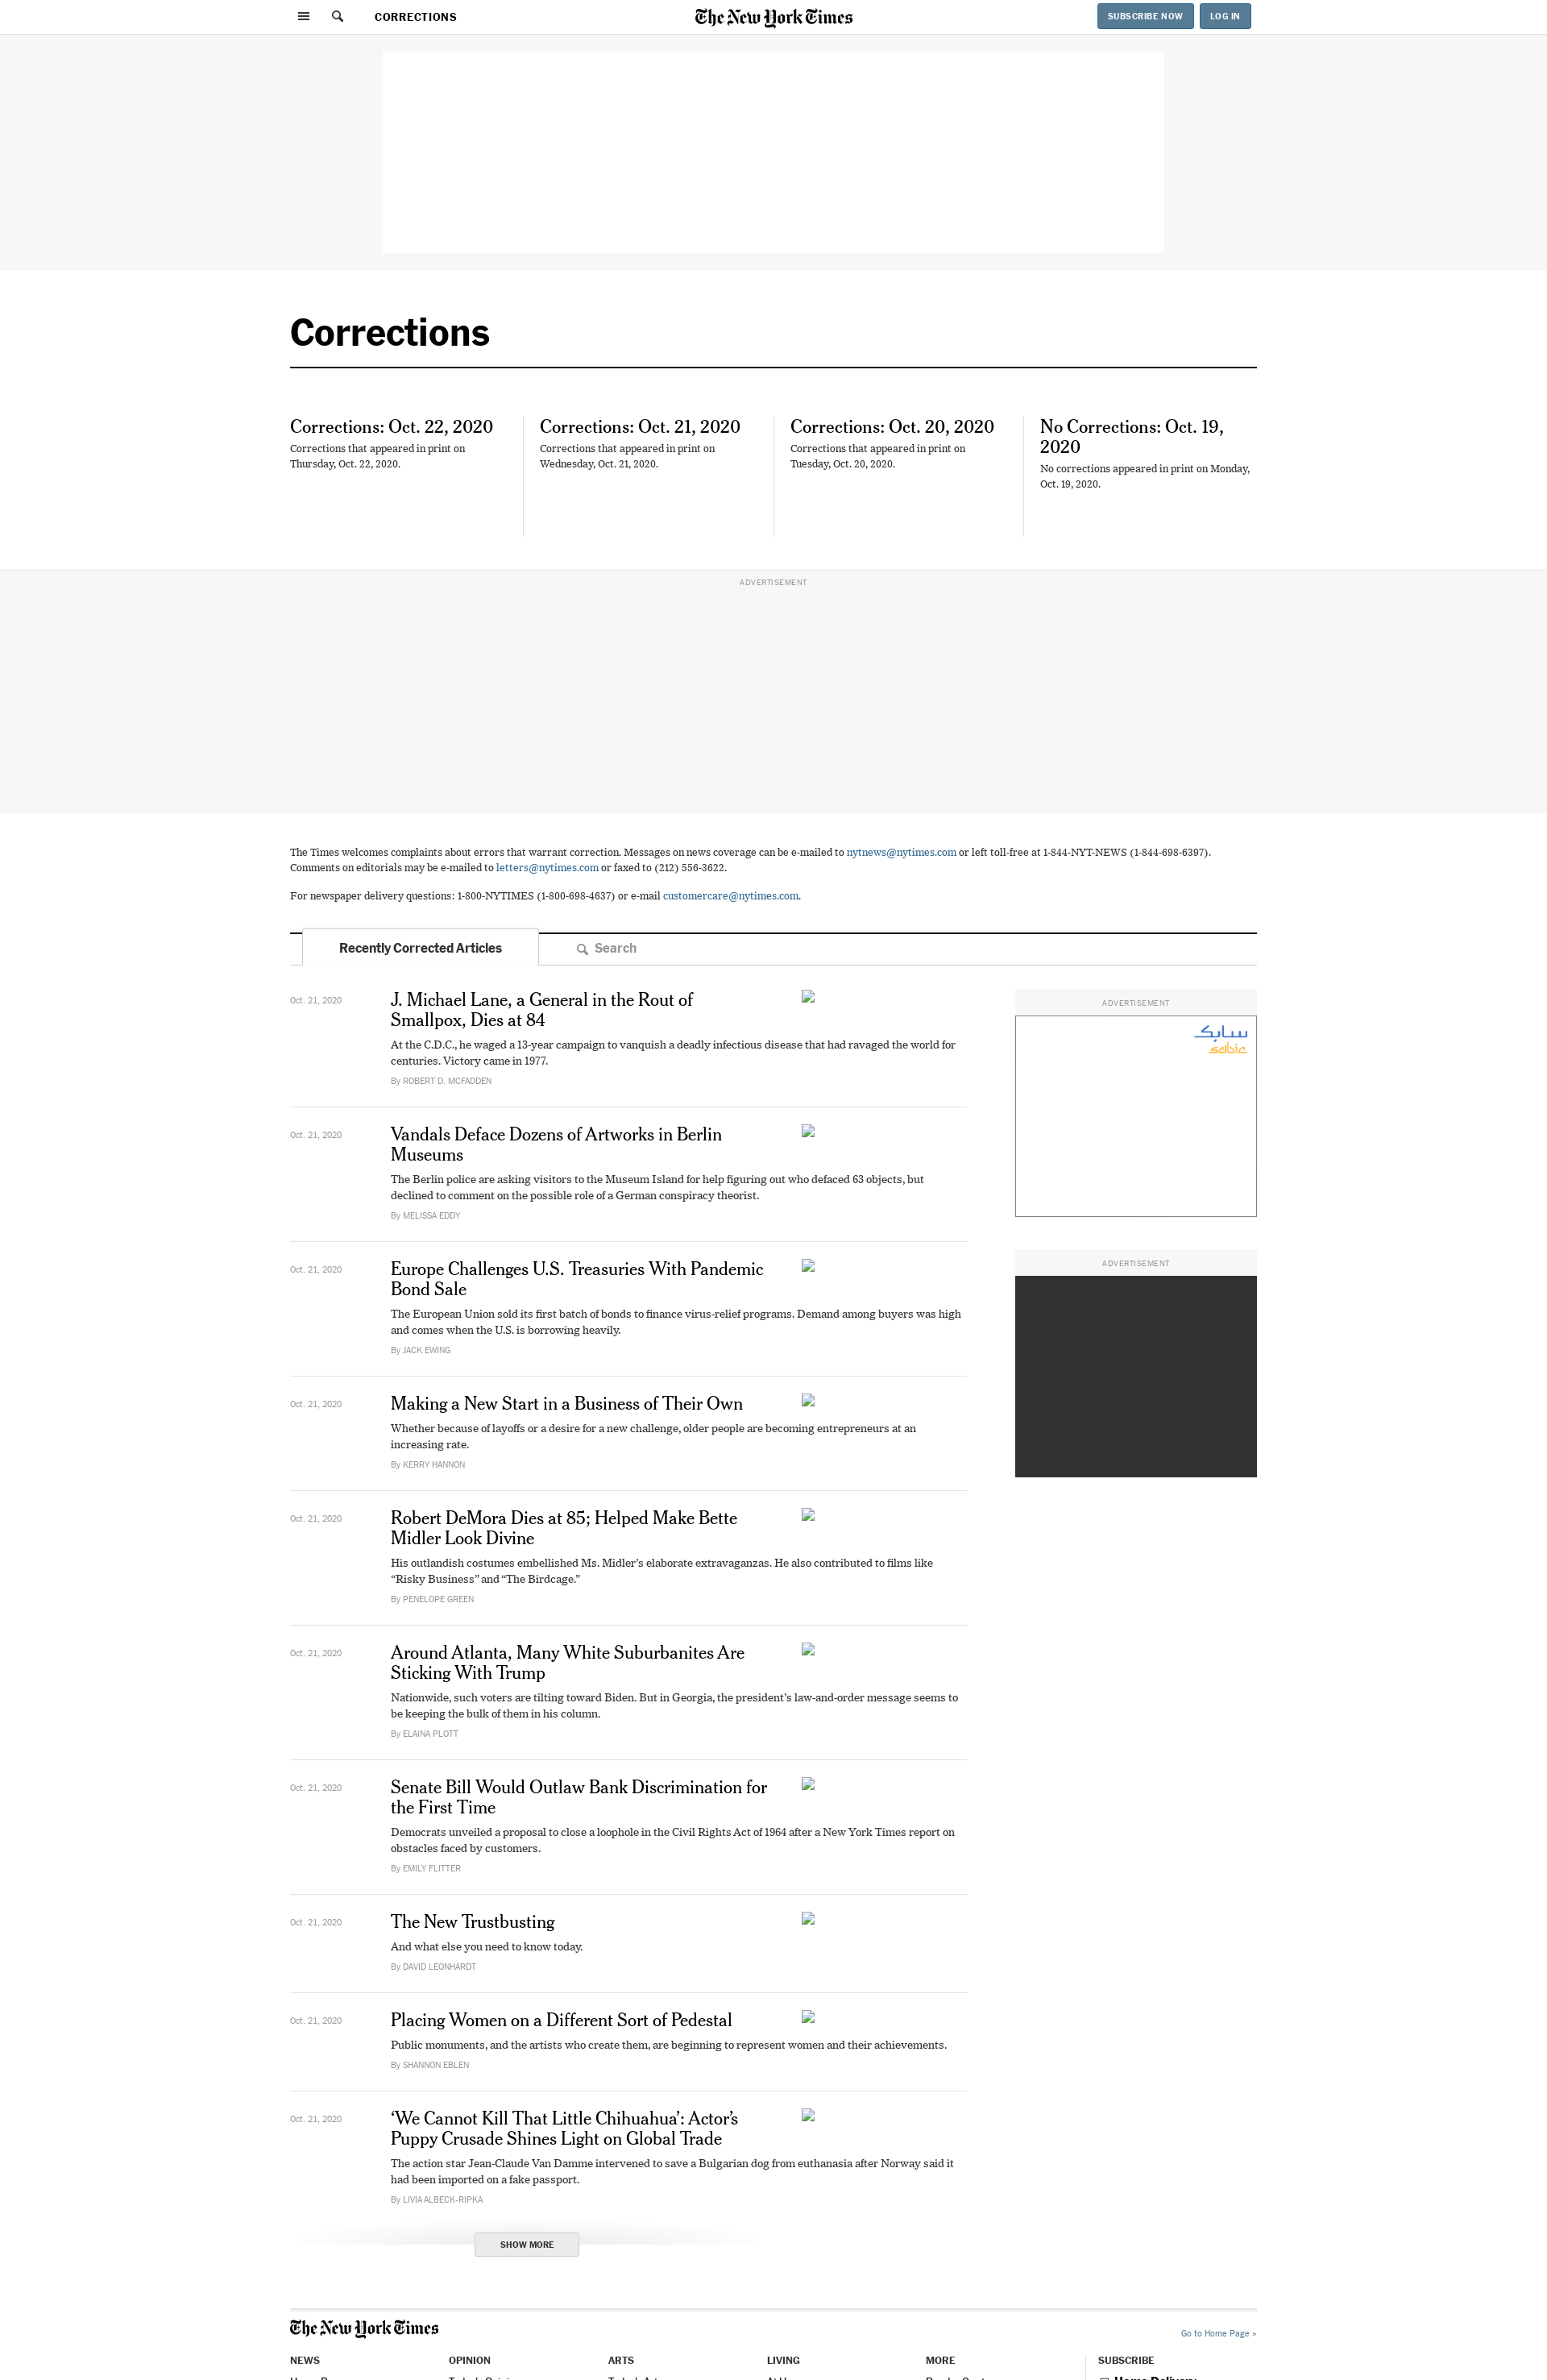 CORRECTIONS
The New York Times
SUBSCRIBE NOW
LOG IN
Corrections
Corrections: Oct. 22, 2020
Corrections that appeared in print on
Thursday, Oct. 22, 2020.
Corrections: Oct. 21, 2020
Corrections that appeared in print on
Wednesday, Oct. 21, 2020.
Corrections: Oct. 20, 2020
Corrections that appeared in print on
Tuesday, Oct. 20, 2020.
No Corrections: Oct. 19,
2020
No corrections appeared in print on Monday,
Oct. 19, 2020.
ADVERTISEMENT
The Times welcomes complaints about errors that warrant correction. Messages on news coverage can be e-mailed to nytnews@nytimes.com or left toll-free at 1-844-NYT-NEWS (1-844-698-6397).
Comments on editorials may be e-mailed to letters@nytimes.com or faxed to (212) 556-3622.
For newspaper delivery questions: 1-800-NYTIMES (1-800-698-4637) or e-mail customercare@nytimes.com.
Recently Corrected Articles
Search
Oct. 21, 2020
J. Michael Lane, a General in the Rout of
Smallpox, Dies at 84
At the C.D.C., he waged a 13-year campaign to vanquish a deadly infectious disease that had ravaged the world for
centuries. Victory came in 1977.
By ROBERT D. MCFADDEN
ADVERTISEMENT
سابك
sabic
Oct. 21, 2020
Vandals Deface Dozens of Artworks in Berlin
Museums
The Berlin police are asking visitors to the Museum Island for help figuring out who defaced 63 objects, but
declined to comment on the possible role of a German conspiracy theorist.
By MELISSA EDDY
ADVERTISEMENT
Oct. 21, 2020
Europe Challenges U.S. Treasuries With Pandemic
Bond Sale
The European Union sold its first batch of bonds to finance virus-relief programs. Demand among buyers was high
and comes when the U.S. is borrowing heavily.
By JACK EWING
Oct. 21, 2020
Making a New Start in a Business of Their Own
Whether because of layoffs or a desire for a new challenge, older people are becoming entrepreneurs at an
increasing rate.
By KERRY HANNON
Oct. 21, 2020
Robert DeMora Dies at 85; Helped Make Bette
Midler Look Divine
His outlandish costumes embellished Ms. Midler’s elaborate extravaganzas. He also contributed to films like
“Risky Business” and “The Birdcage.”
By PENELOPE GREEN
Oct. 21, 2020
Around Atlanta, Many White Suburbanites Are
Sticking With Trump
Nationwide, such voters are tilting toward Biden. But in Georgia, the president’s law-and-order message seems to
be keeping the bulk of them in his column.
By ELAINA PLOTT
Oct. 21, 2020
Senate Bill Would Outlaw Bank Discrimination for
the First Time
Democrats unveiled a proposal to close a loophole in the Civil Rights Act of 1964 after a New York Times report on
obstacles faced by customers.
By EMILY FLITTER
Oct. 21, 2020
The New Trustbusting
And what else you need to know today.
By DAVID LEONHARDT
Oct. 21, 2020
Placing Women on a Different Sort of Pedestal
Public monuments, and the artists who create them, are beginning to represent women and their achievements.
By SHANNON EBLEN
Oct. 21, 2020
‘We Cannot Kill That Little Chihuahua’: Actor’s
Puppy Crusade Shines Light on Global Trade
The action star Jean-Claude Van Damme intervened to save a Bulgarian dog from euthanasia after Norway said it
had been imported on a fake passport.
By LIVIA ALBECK-RIPKA
SHOW MORE
The New York Times
Go to Home Page »
NEWS
OPINION
ARTS
LIVING
MORE
SUBSCRIBE